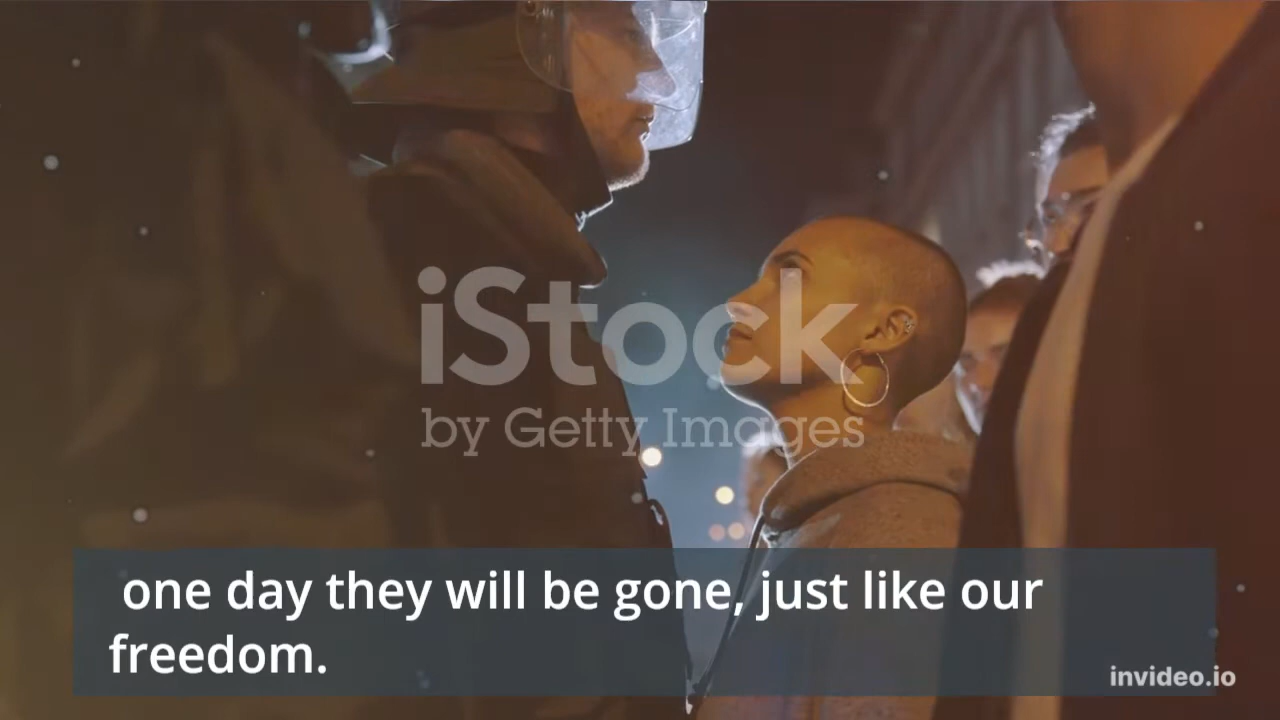 iStock
by Getty Images
one day they will be gone, just like our
freedom.
invideo.io